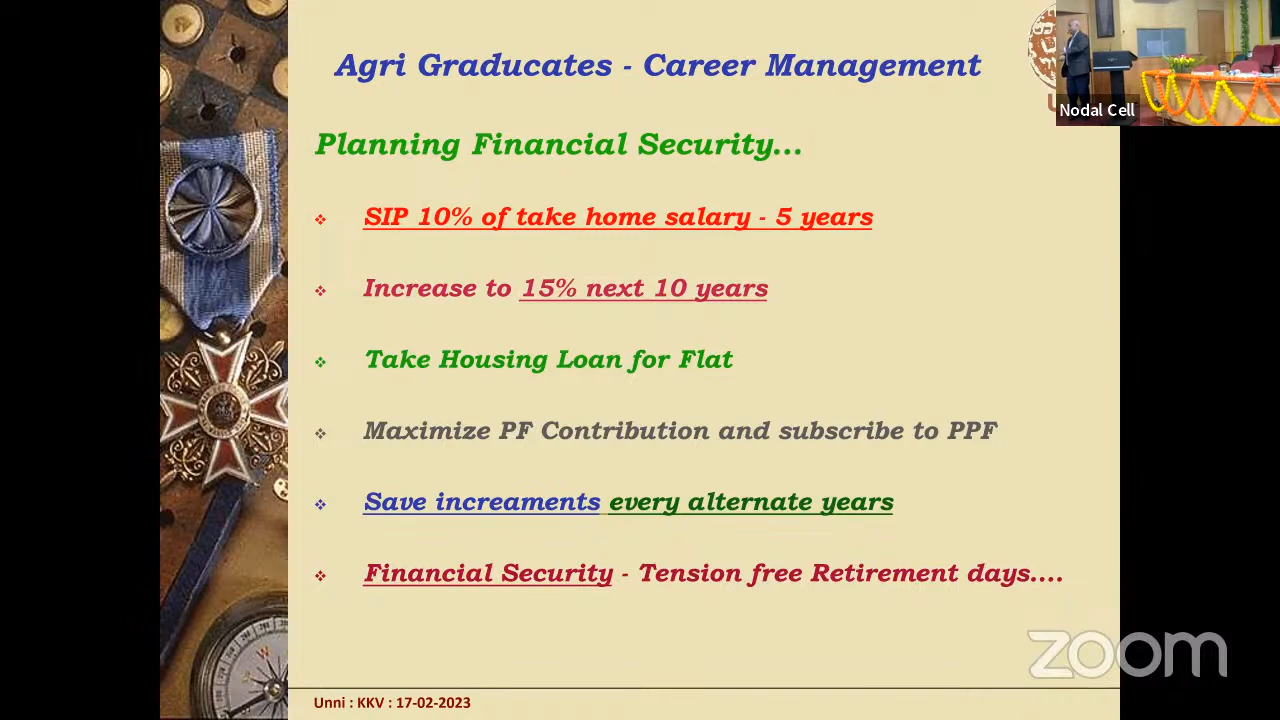 Agri Graducates - Career Management
Nodal Cell
Planning Financial Security...
SIP 10% of take home salary - 5 years
Increase to 15% next 10 years
Take Housing Loan for Flat
Maximize PF Contribution and subscribe to PPF
Save increaments every alternate years
Financial Security - Tension free Retirement days....
zoom
Unni : KKV : 17-02-2023